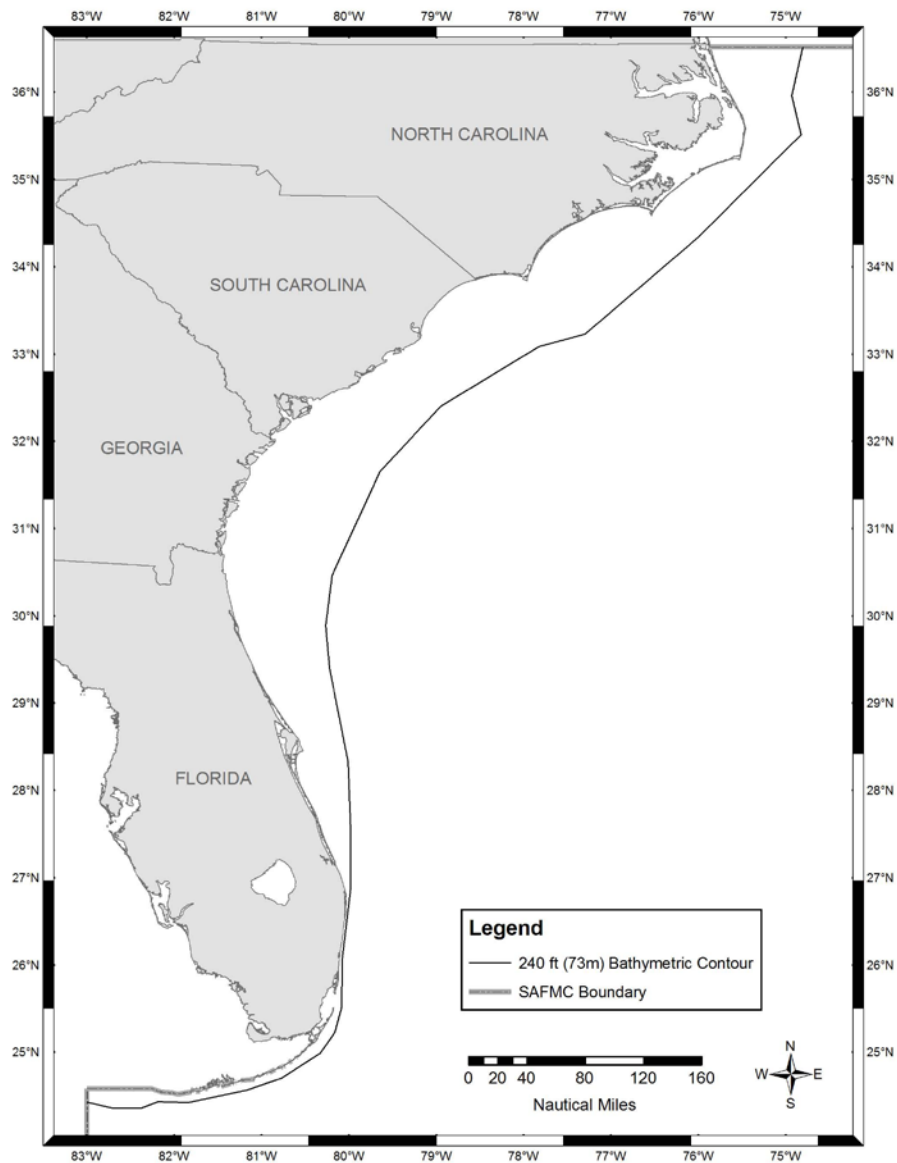 83°W 82°W 81°W 80°W 79°W 78°W 77°W 76°W 75°W
36°N 36°N
NORTH CAROLINA
35°N 35°N
34°N 34°N
SOUTH CAROLINA
33°N 33°N
32°N 32°N
GEORGIA
31°N 31°N
30°N 30°N
29°N 29°N
FLORIDA
28°N 28°N
27°N 27°N
Legend
240 ft (73m) Bathymetric Contour
26°N 26°N
SAFMC Boundary
25°N 25°N
N
W E
S
0 20 40 80 120 160
Nautical Miles
83°W 82°W 81°W 80°W 79°W 78°W 77°W 76°W 75°W